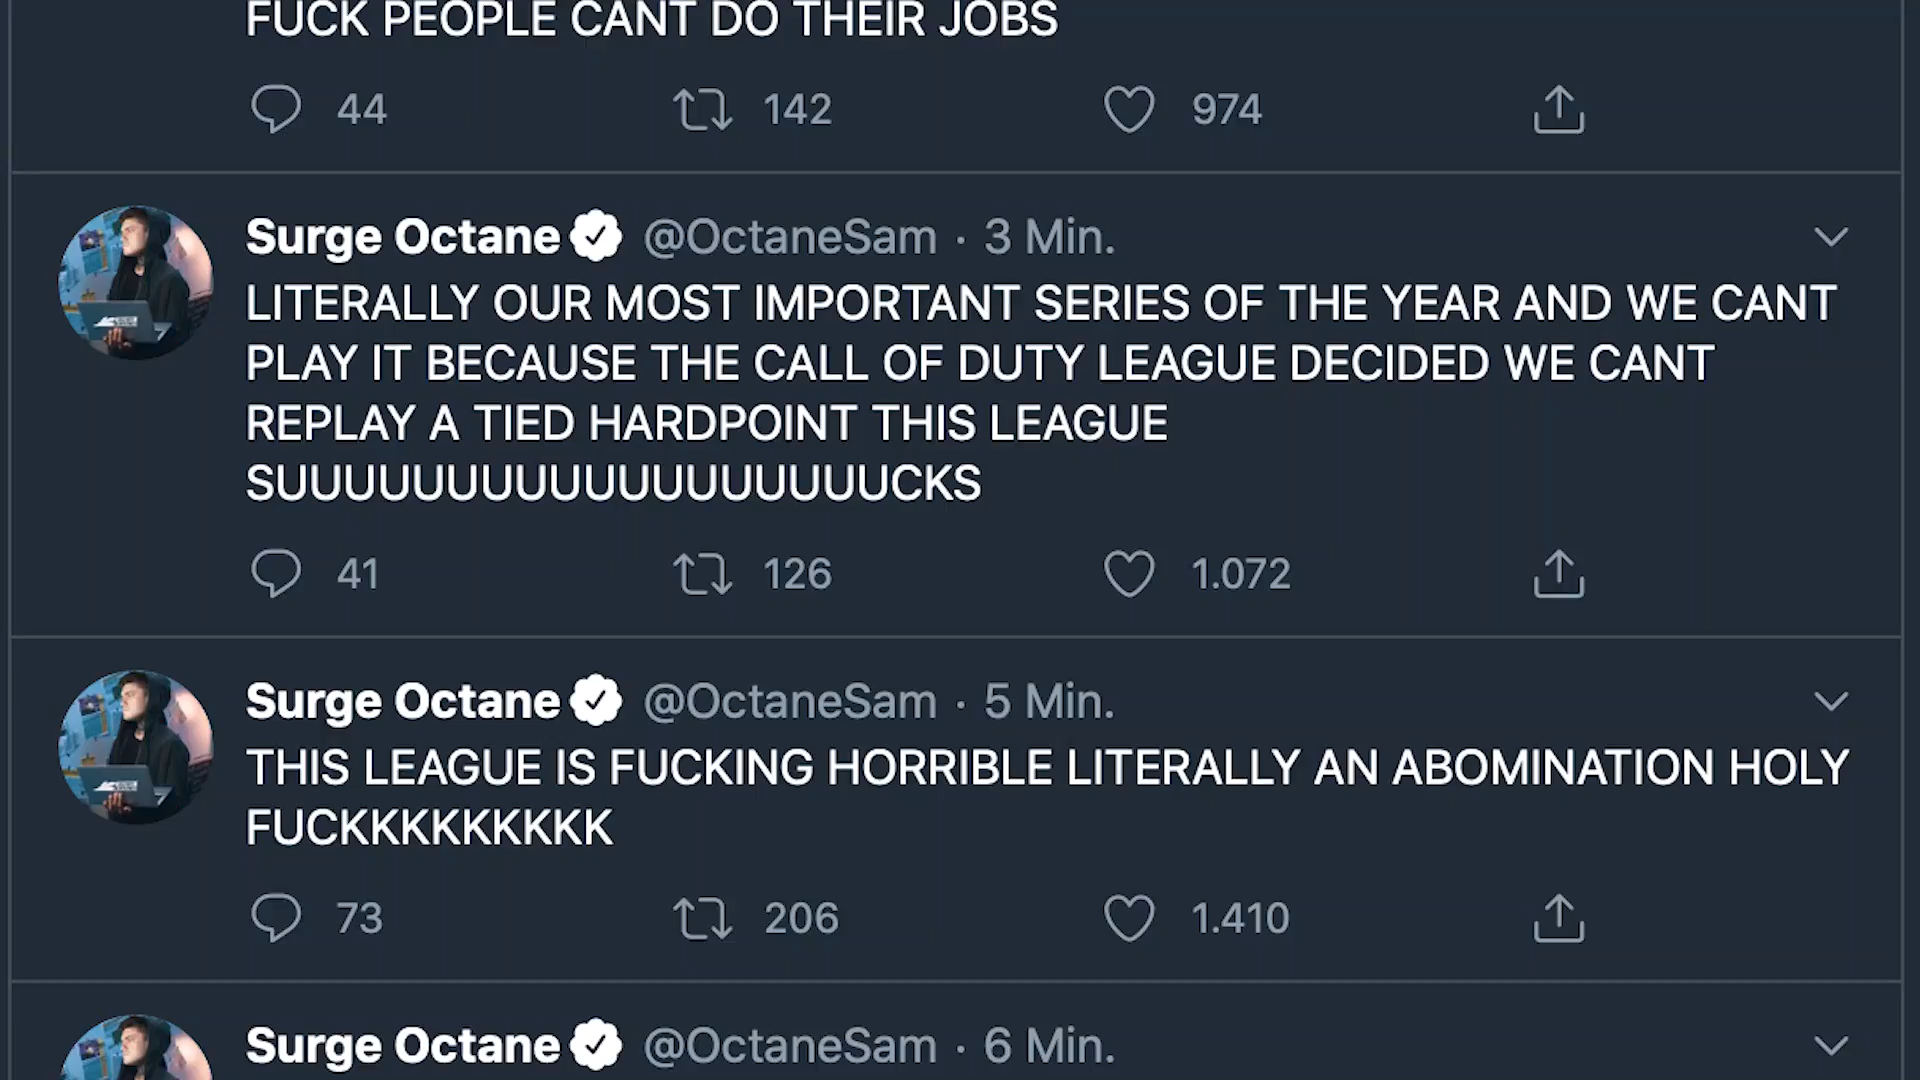 FUCK PEOPLE CANT DO THEIR JOBS
44 142 974
Surge Octane @OctaneSam · 3 Min.
LITERALLY OUR MOST IMPORTANT SERIES OF THE YEAR AND WE CANT
PLAY IT BECAUSE THE CALL OF DUTY LEAGUE DECIDED WE CANT
REPLAY A TIED HARDPOINT THIS LEAGUE
SUUUUUUUUUUUUUUUUUUCKS
41 126 1.072
Surge Octane @OctaneSam · 5 Min.
THIS LEAGUE IS FUCKING HORRIBLE LITERALLY AN ABOMINATION HOLY
FUCKKKKKKKKK
73 206 1.410
Surge Octane @OctaneSam · 6 Min.